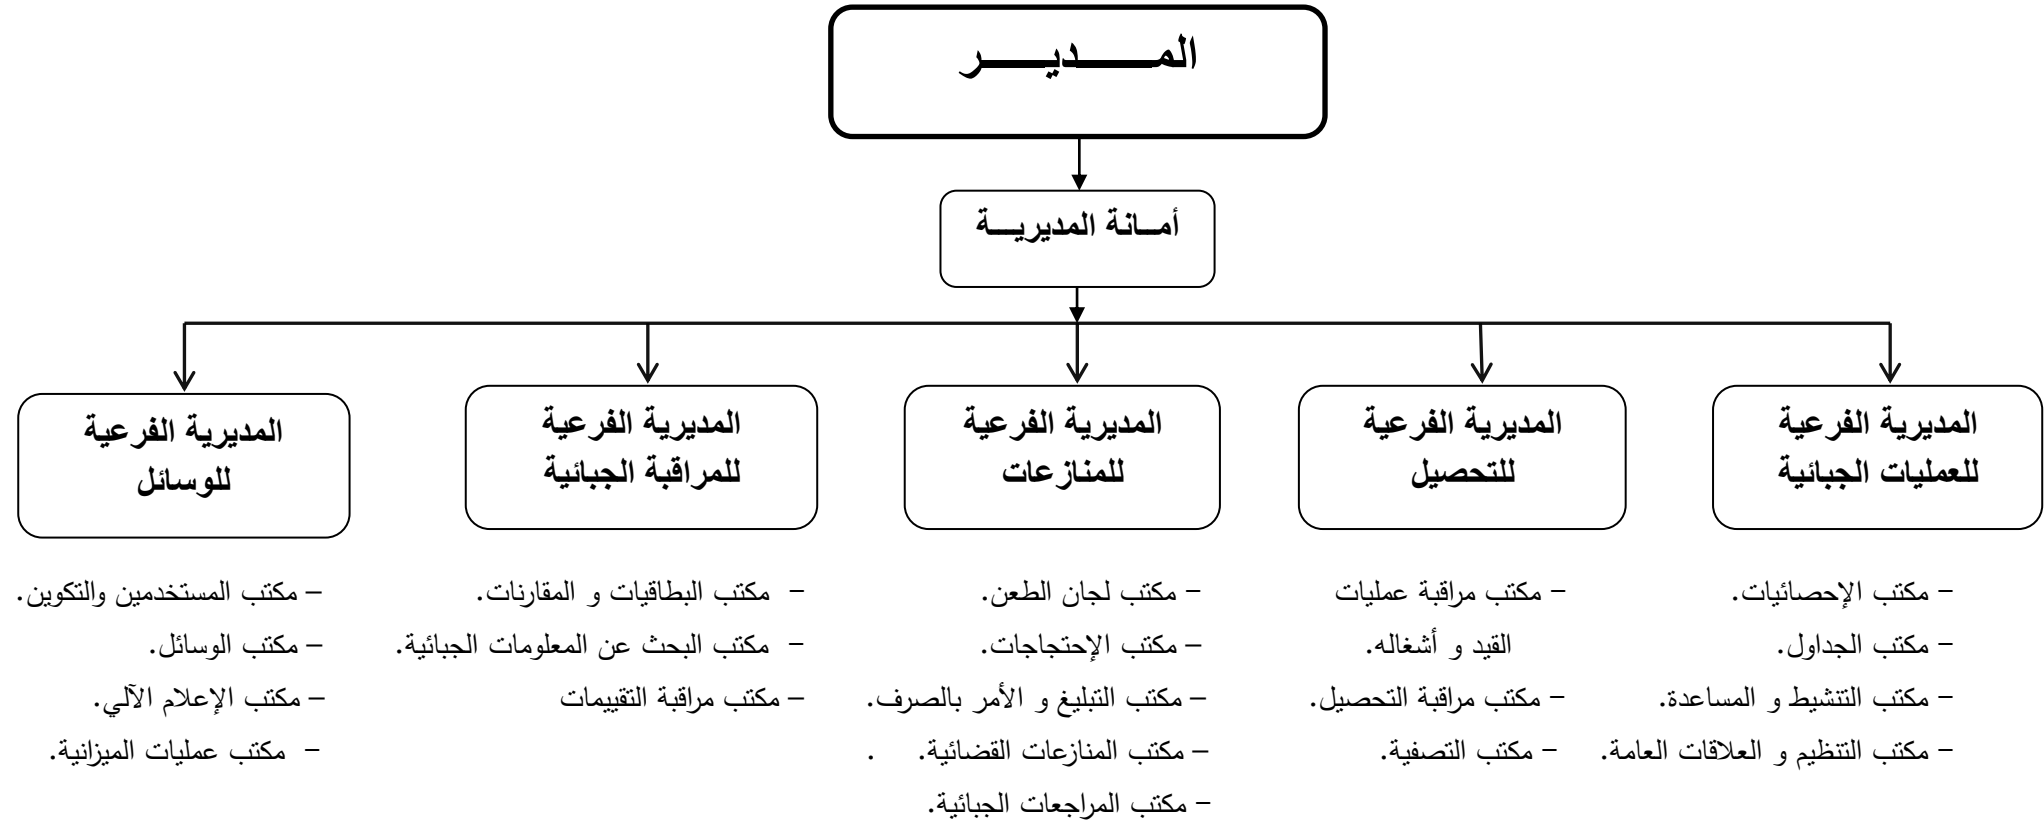 المـــــــديـــــــر
أمــانة المديريـــة
المديرية الفرعية
للعمليات الجبائية
المديرية الفرعية
للتحصيل
المديرية الفرعية
للمنازعات
المديرية الفرعية
للمراقبة الجبائية
المديرية الفرعية
للوسائل
- مكتب الإحصائيات.
- مكتب الجداول.
- مكتب التنشيط و المساعدة.
- مكتب التنظيم و العلاقات العامة.
- مكتب مراقبة عمليات
القيد و أشغاله.
- مكتب مراقبة التحصيل.
- مكتب التصفية.
- مكتب لجان الطعن.
– مكتب الإحتجاجات.
– مكتب التبليغ و الأمر بالصرف.
– مكتب المنازعات القضائية. .
- مكتب المراجعات الجبائية.
- مكتب البطاقيات و المقارنات.
- مكتب البحث عن المعلومات الجبائية.
– مكتب مراقبة التقييمات
– مكتب المستخدمين والتكوين.
– مكتب الوسائل.
– مكتب الإعلام الآلي.
- مكتب عمليات الميزانية.